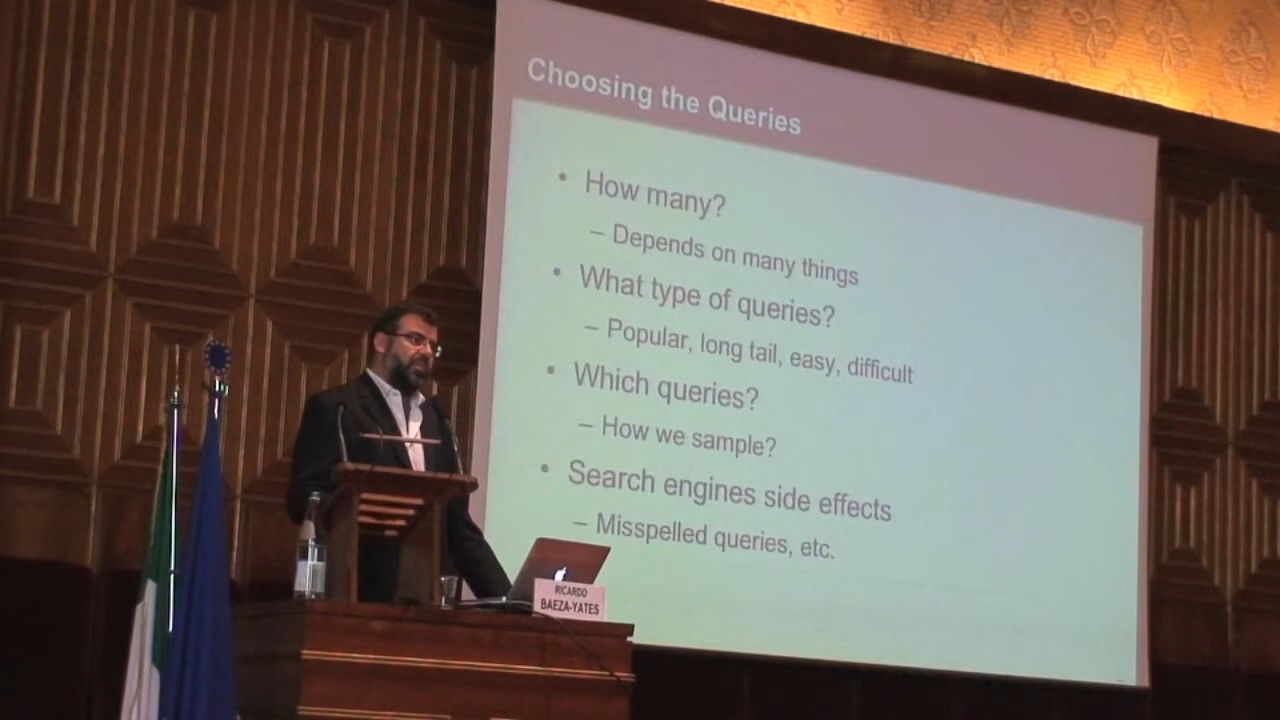 Choosing the Queries
• How many?
– Depends on many things
• What type of queries?
– Popular, long tail, easy, difficult
• Which queries?
– How we sample?
• Search engines side effects
– Misspelled queries, etc.
RICARDO
BAEZA-YATES